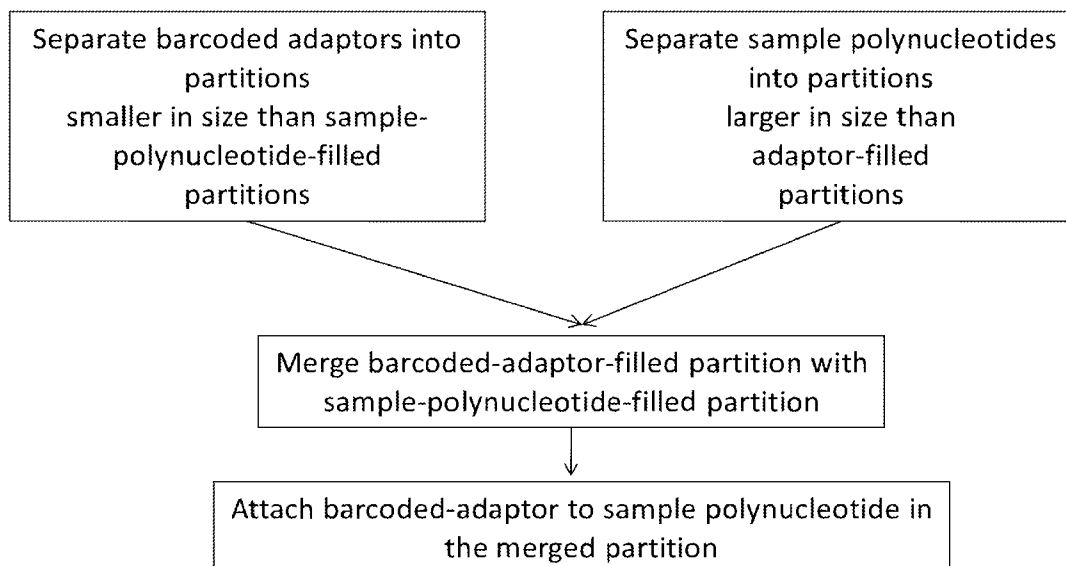 Separate barcoded adaptors into
partitions
smaller in size than sample-
polynucleotide-filled
partitions
Separate sample polynucleotides
into partitions
larger in size than
adaptor-filled
partitions
Merge barcoded-adaptor-filled partition with
sample-polynucleotide-filled partition
Attach barcoded-adaptor to sample polynucleotide in
the merged partition